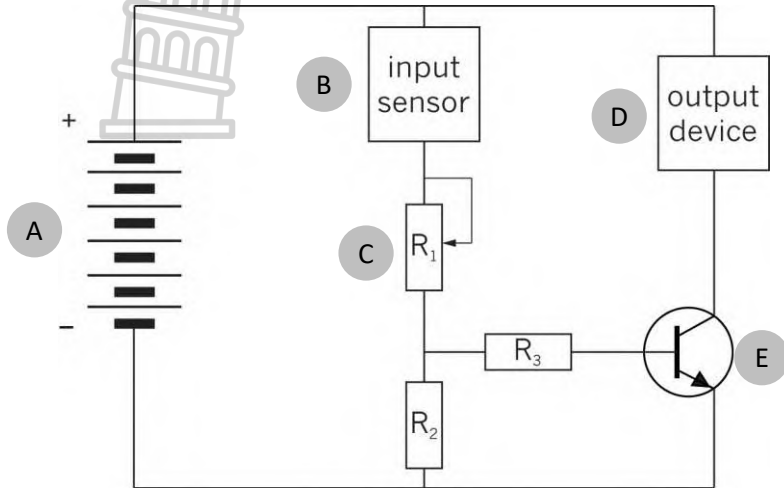 B
input
sensor
D
output
device
+
A
C
R₁
−
R₃
E
R₂